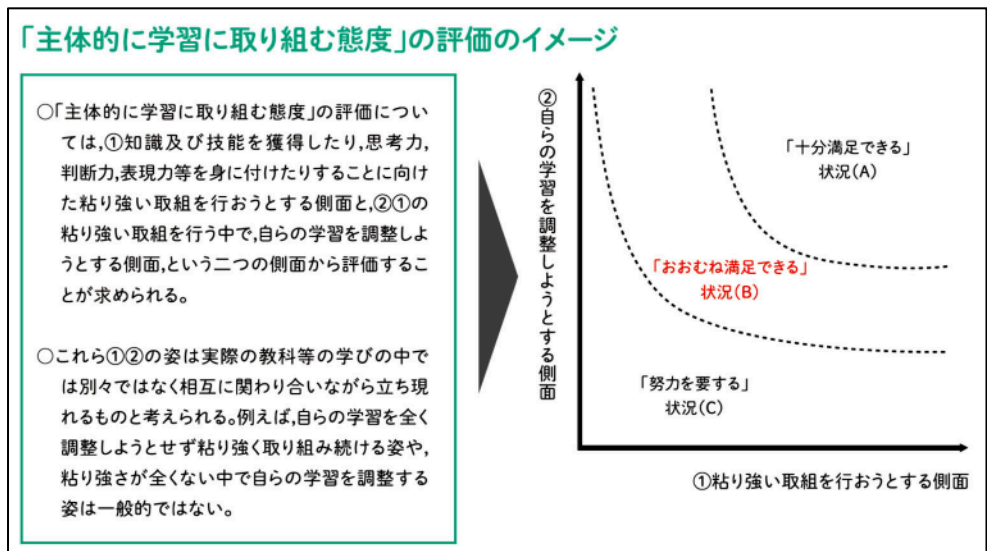 「主体的に学習に取り組む態度」の評価のイメージ
○「主体的に学習に取り組む態度」の評価につい
ては,①知識及び技能を獲得したり,思考力,
判断力,表現力等を身に付けたりすることに向け
た粘り強い取組を行おうとする側面と,②①の
粘り強い取組を行う中で,自らの学習を調整しよ
うとする側面,という二つの側面から評価するこ
とが求められる。
○これら①②の姿は実際の教科等の学びの中で
は別々ではなく相互に関わり合いながら立ち現
れるものと考えられる。例えば,自らの学習を全く
調整しようとせず粘り強く取り組み続ける姿や,
粘り強さが全くない中で自らの学習を調整する
姿は一般的ではない。
②自らの学習を調整しようとする側面
「十分満足できる」
状況(A)
「おおむね満足できる」
状況(B)
「努力を要する」
状況(C)
①粘り強い取組を行おうとする側面